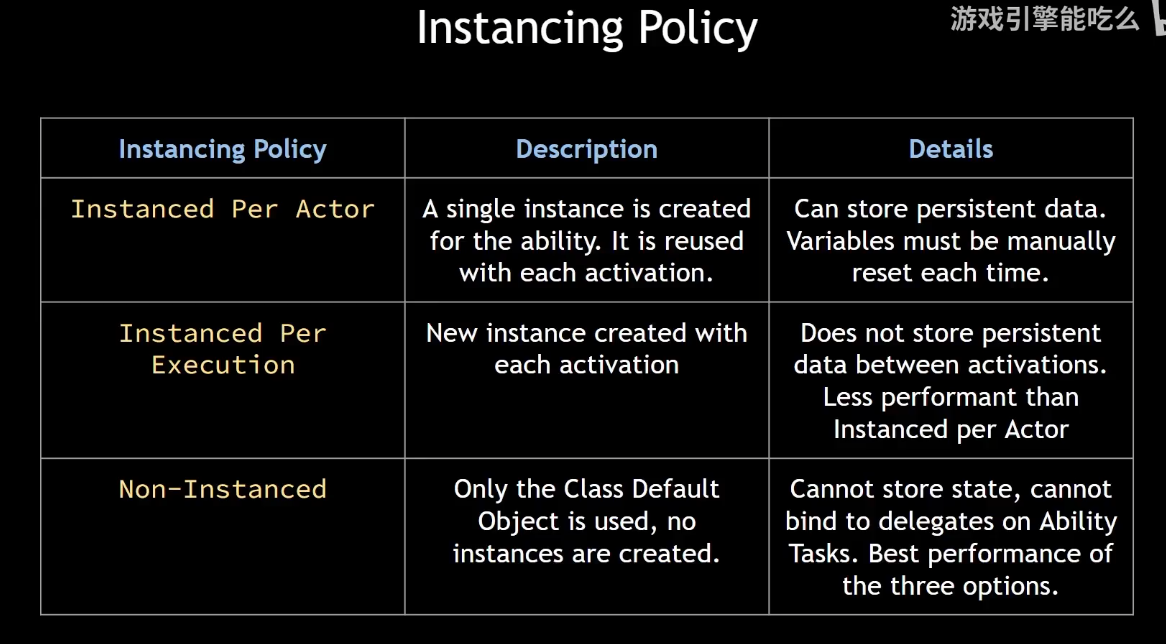 Instancing Policy
游戏引擎能吃么
Instancing Policy
Description
Details
Instanced Per Actor
A single instance is created
for the ability. It is reused
with each activation.
Can store persistent data.
Variables must be manually
reset each time.
Instanced Per
Execution
New instance created with
each activation
Does not store persistent
data between activations.
Less performant than
Instanced per Actor
Non-Instanced
Only the Class Default
Object is used, no
instances are created.
Cannot store state, cannot
bind to delegates on Ability
Tasks. Best performance of
the three options.